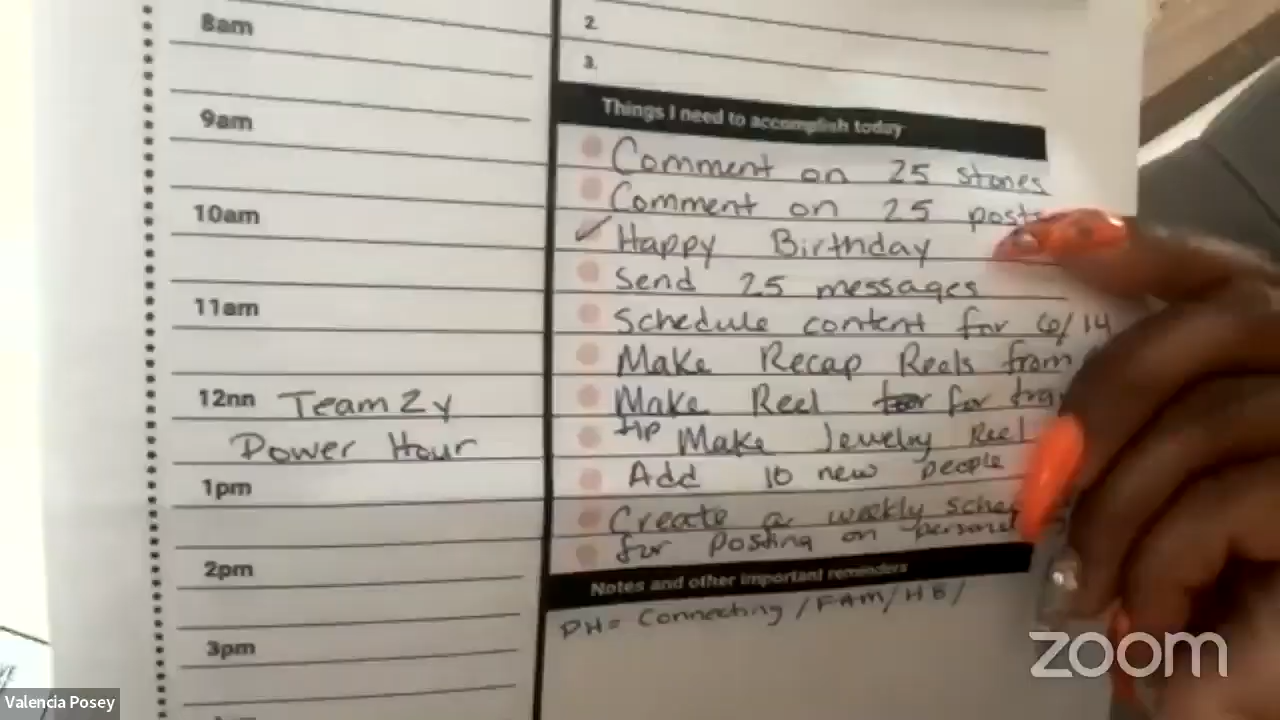 8am
9am
10am
11am
12nn Team 2y
Power Hour
1pm
2pm
3pm
2.
3.
Things I need to accomplish today
Comment on 25 stories
Comment on 25 posts
Happy Birthday
Send 25 messages
Schedule content for 6/14
Make Recap Reels from
Make Reel for
tip Make Jewelry Reel
Add 10 new people
Create a weekly
for posting on personal
Notes and other important reminders
PH = Connecting / FAM / HB /
zoom
Valencia Posey